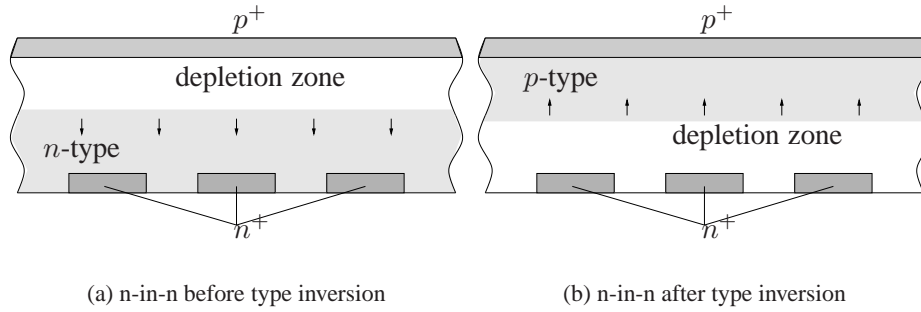 p+
depletion zone
n-type
n+
(a) n-in-n before type inversion
p+
p-type
depletion zone
n+
(b) n-in-n after type inversion